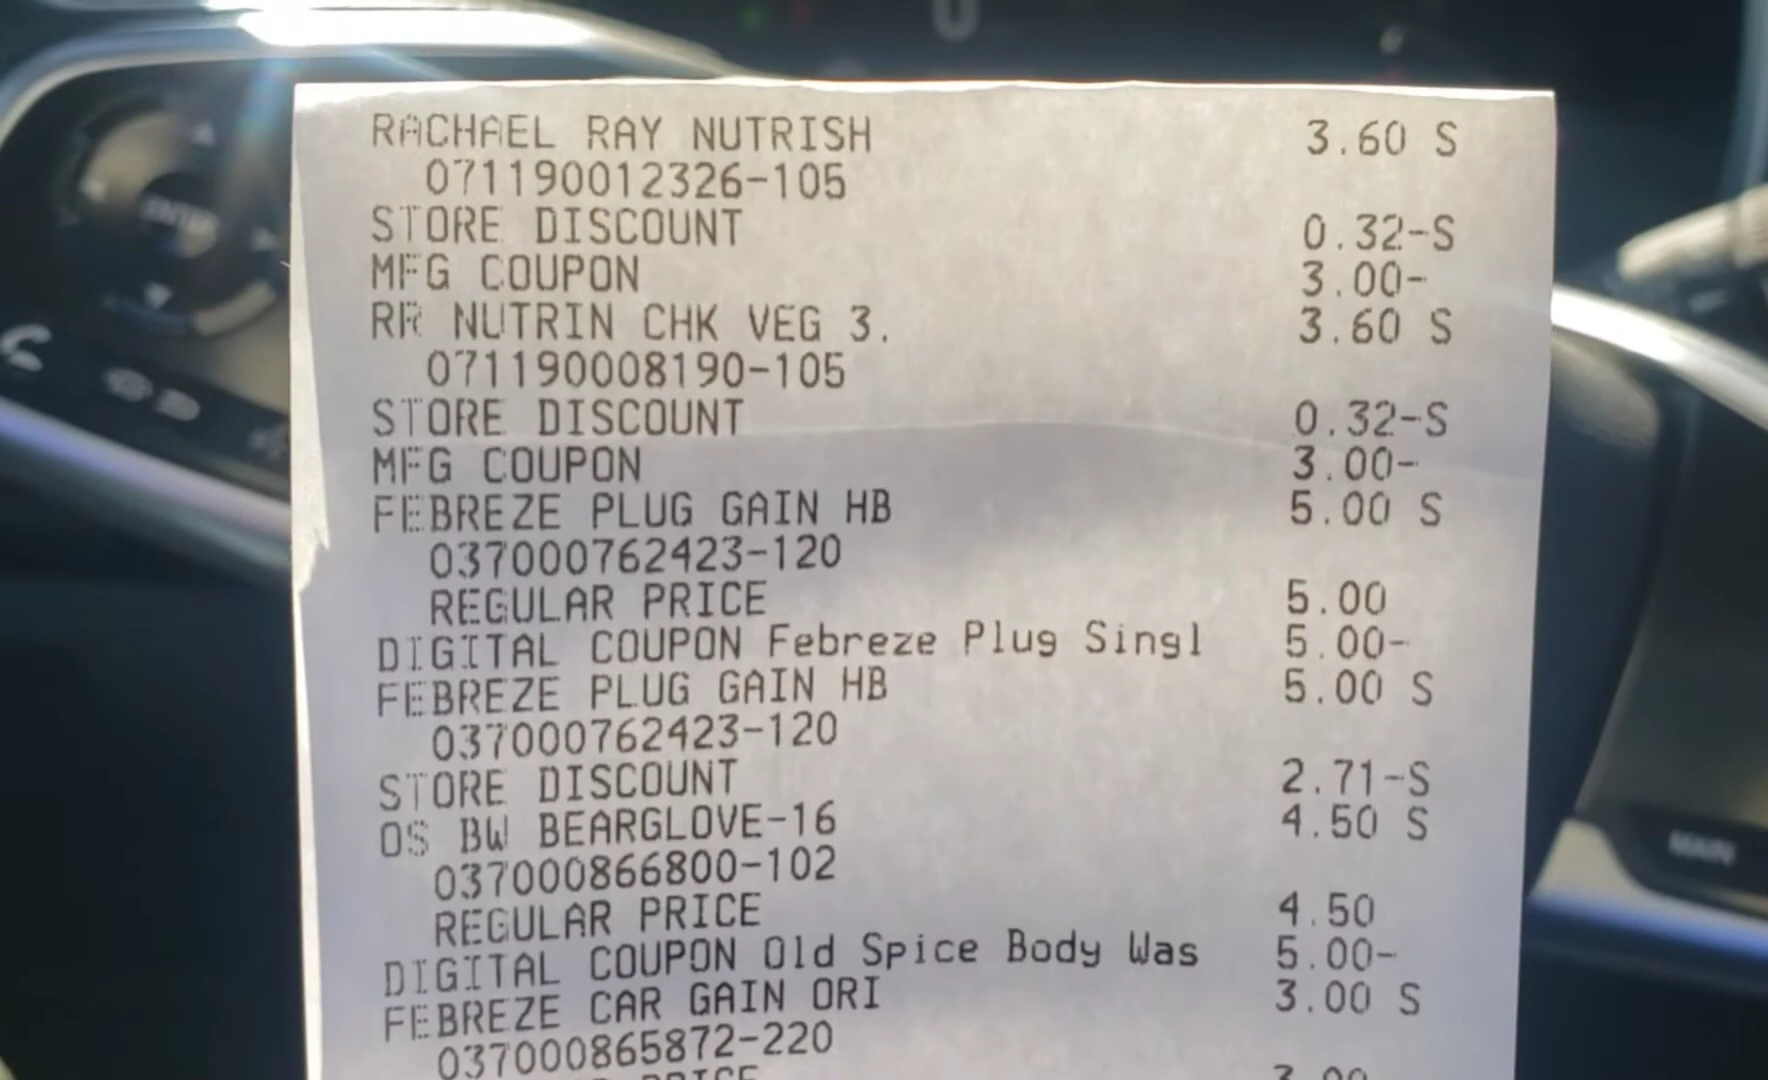 RACHAEL RAY NUTRISH 3.60 S
071190012326-105
STORE DISCOUNT 0.32-S
MFG COUPON 3.00-
RR NUTRIN CHK VEG 3. 3.60 S
071190008190-105
STORE DISCOUNT 0.32-S
MFG COUPON 3.00-
FEBREZE PLUG GAIN HB 5.00 S
037000762423-120
REGULAR PRICE 5.00
DIGITAL COUPON Febreze Plug Singl 5.00-
FEBREZE PLUG GAIN HB 5.00 S
037000762423-120
STORE DISCOUNT 2.71-S
OS BW BEARGLOVE-16 4.50 S
037000866800-102
REGULAR PRICE 4.50
DIGITAL COUPON Old Spice Body Was 5.00-
FEBREZE CAR GAIN ORI 3.00 S
037000865872-220
PRICE 3.00
MAIN